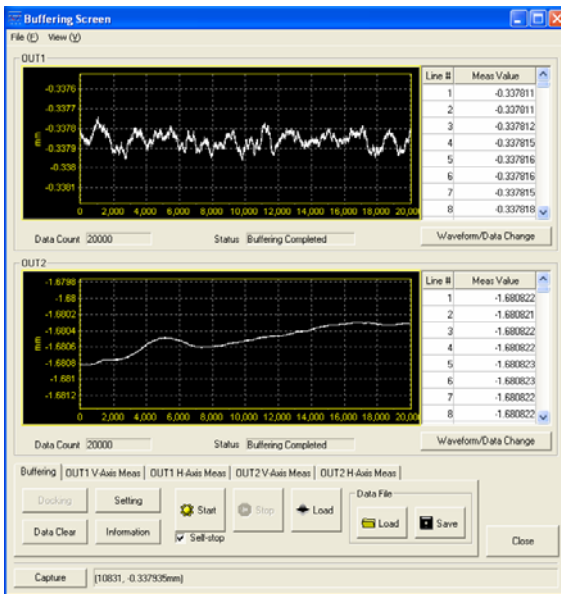 Buffering Screen
File (F) View (V)
OUT1
-0.3376
-0.3377
-0.3378
-0.3379
-0.338
-0.3301
mm
0 2,000 4,000 6,000 8,000 10,000 12,000 14,000 16,000 18,000 20,000
Line # Meas Value
1 -0.337811
2 -0.337811
3 -0.337812
4 -0.337815
5 -0.337816
6 -0.337816
7 -0.337815
8 -0.337818
Data Count 20000 Status Buffering Completed Waveform/Data Change
OUT2
-1.6798
-1.68
-1.6802
-1.6804
-1.6806
-1.6808
-1.681
-1.6812
mm
0 2,000 4,000 6,000 8,000 10,000 12,000 14,000 16,000 18,000 20,000
Line # Meas Value
1 -1.680822
2 -1.680821
3 -1.680822
4 -1.680822
5 -1.680823
6 -1.680823
7 -1.680822
8 -1.680822
Data Count 20000 Status Buffering Completed Waveform/Data Change
Buffering OUT1 V-Axis Meas OUT1 H-Axis Meas OUT2 V-Axis Meas OUT2 H-Axis Meas
Docking Setting Start Stop Load
Data File
Load Save
Data Clear Information Self-stop
Close
Capture (10831, -0.337935mm)